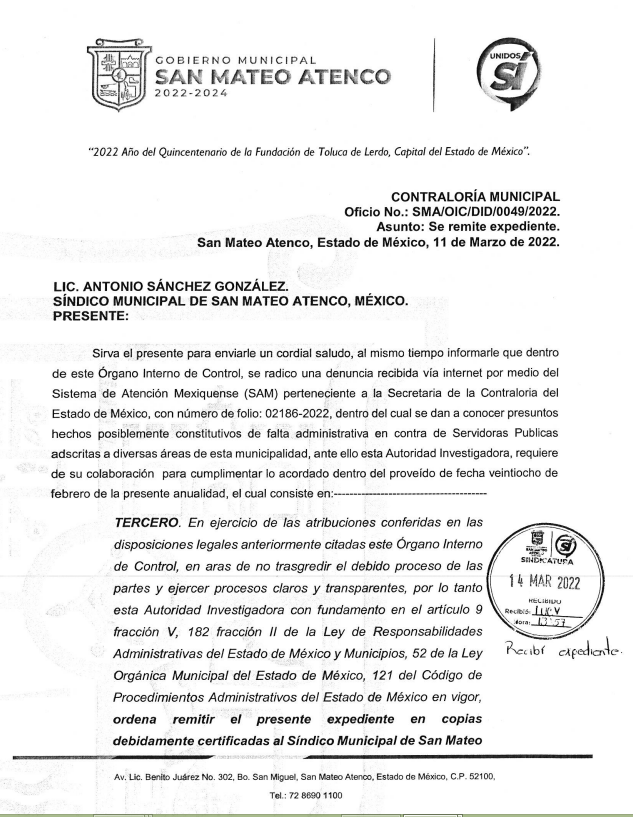 GOBIERNO MUNICIPAL
SAN MATEO ATENCO
2022-2024
UNIDOS
SÍ
"2022 Año del Quincentenario de la Fundación de Toluca de Lerdo, Capital del Estado de México".
CONTRALORÍA MUNICIPAL
Oficio No.: SMA/OIC/DID/0049/2022.
Asunto: Se remite expediente.
San Mateo Atenco, Estado de México, 11 de Marzo de 2022.
LIC. ANTONIO SÁNCHEZ GONZÁLEZ.
SÍNDICO MUNICIPAL DE SAN MATEO ATENCO, MÉXICO.
PRESENTE:
Sirva el presente para enviarle un cordial saludo, al mismo tiempo informarle que dentro
de este Órgano Interno de Control, se radico una denuncia recibida vía internet por medio del
Sistema de Atención Mexiquense (SAM) perteneciente a la Secretaria de la Contraloria del
Estado de México, con número de folio: 02186-2022, dentro del cual se dan a conocer presuntos
hechos posiblemente constitutivos de falta administrativa en contra de Servidoras Publicas
adscritas a diversas áreas de esta municipalidad, ante ello esta Autoridad Investigadora, requiere
de su colaboración para cumplimentar lo acordado dentro del proveído de fecha veintiocho de
febrero de la presente anualidad, el cual consiste en:---------------------------------------
TERCERO. En ejercicio de las atribuciones conferidas en las
disposiciones legales anteriormente citadas este Órgano Interno
de Control, en aras de no trasgredir el debido proceso de las
partes y ejercer procesos claros y transparentes, por lo tanto
esta Autoridad Investigadora con fundamento en el artículo 9
fracción V, 182 fracción II de la Ley de Responsabilidades
Administrativas del Estado de México y Municipios, 52 de la Ley
Orgánica Municipal del Estado de México, 121 del Código de
Procedimientos Administrativos del Estado de México en vigor,
ordena remitir el presente expediente en copias
debidamente certificadas al Síndico Municipal de San Mateo
SÍ
SINDICATURA
14 MAR 2022
RECIBIDO
Recibió:
Hora: 13:57
Recibí expediente.
Av. Lic. Benito Juárez No. 302, Bo. San Miguel, San Mateo Atenco, Estado de México, C.P. 52100,
Tel.: 72 8690 1100